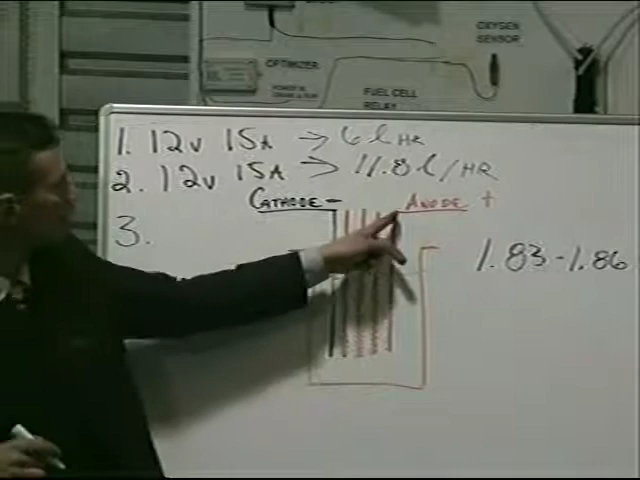 OXYGEN
SENSOR
OPTIMIZER
FUEL CELL
RELAY
1. 12v 15A → 6 l HR
2. 12v 15A → 11.8 l/HR
CATHODE - ANODE +
3.
1.83 - 1.86